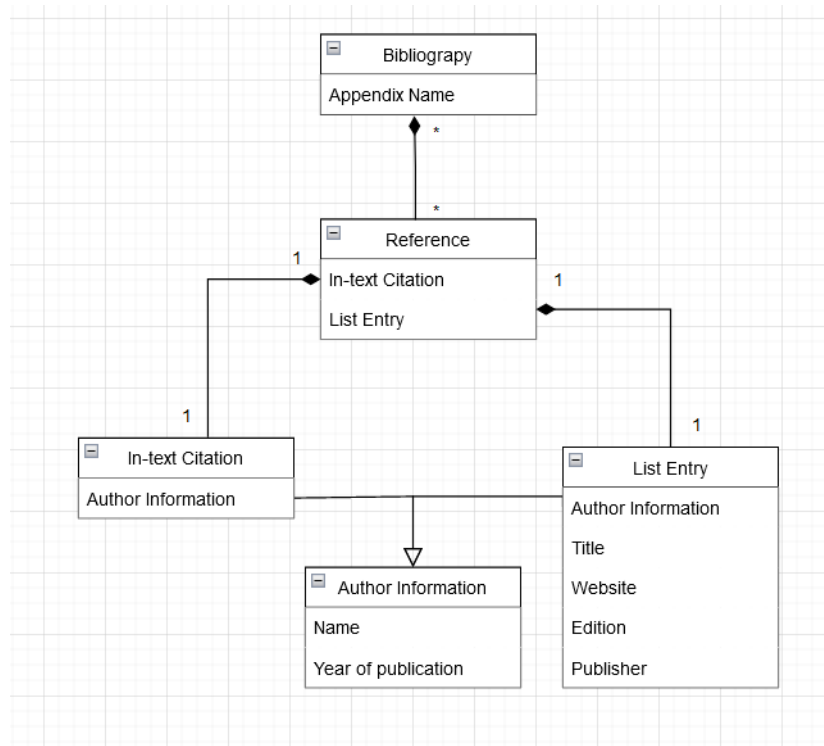 Bibliograpy
Appendix Name
*
*
Reference
In-text Citation
List Entry
1
1
1
1
In-text Citation
Author Information
List Entry
Author Information
Title
Website
Edition
Publisher
Author Information
Name
Year of publication